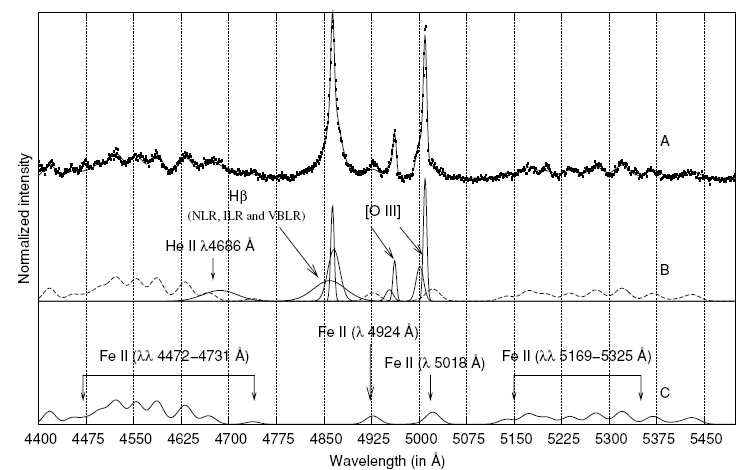 A
Hβ
(NLR, ILR and VBLR)
[O III]
He II λ4686 Å
B
Fe II (λ 4924 Å)
Fe II (λλ 4472−4731 Å)
Fe II (λ 5018 Å)
Fe II (λλ 5169−5325 Å)
C
Normalized intensity
4400 4475 4550 4625 4700 4775 4850 4925 5000 5075 5150 5225 5300 5375 5450
Wavelength (in Å)